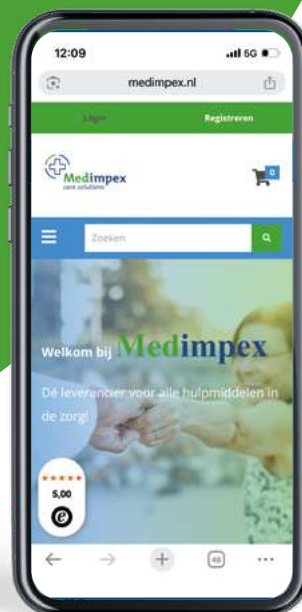 12:09 5G
medimpex.nl
Login Registreren
Medimpex
care solutions
0
Zoeken
Welkom bij Medimpex
Dé leverancier voor alle hulpmiddelen in
de zorg!
5,00
e
48